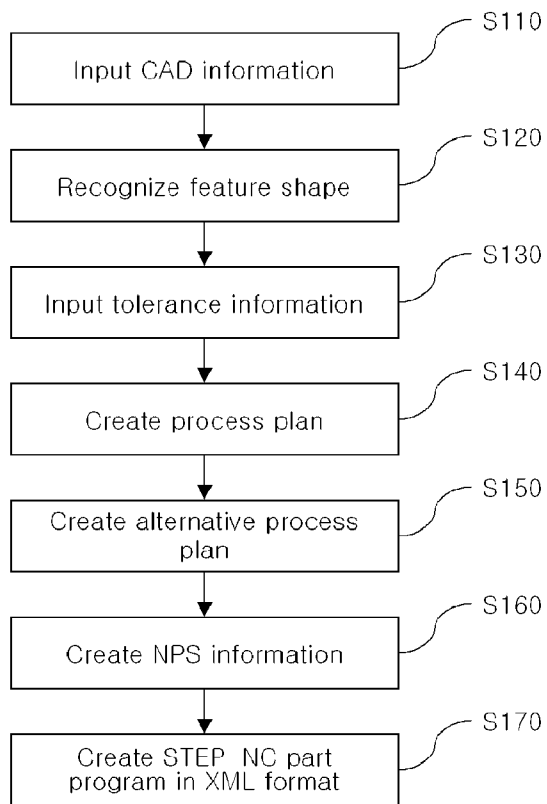 S110
Input CAD information
S120
Recognize feature shape
S130
Input tolerance information
S140
Create process plan
S150
Create alternative process
plan
S160
Create NPS information
S170
Create STEP NC part
program in XML format